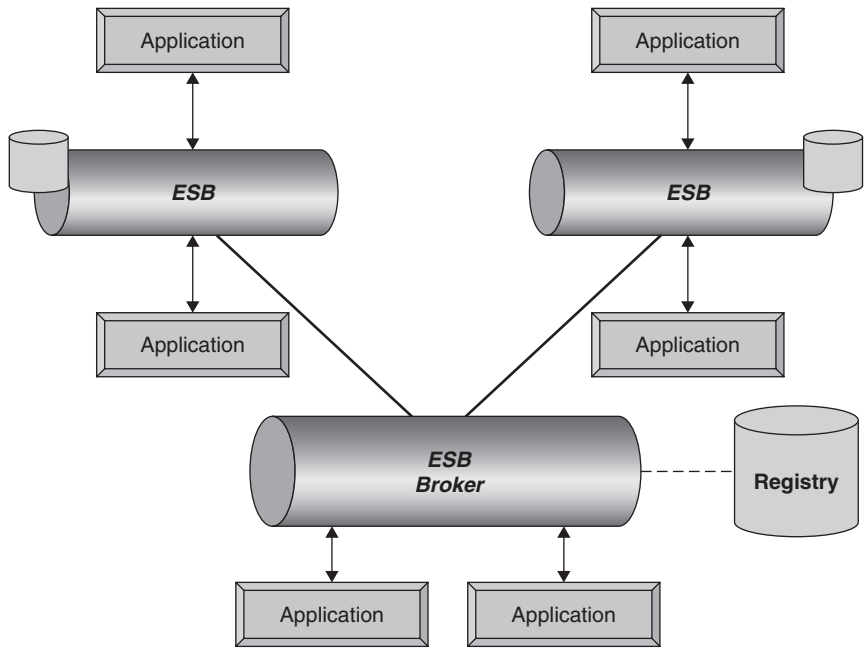 Application
Application
ESB
ESB
Application
Application
ESB
Broker
Registry
Application
Application